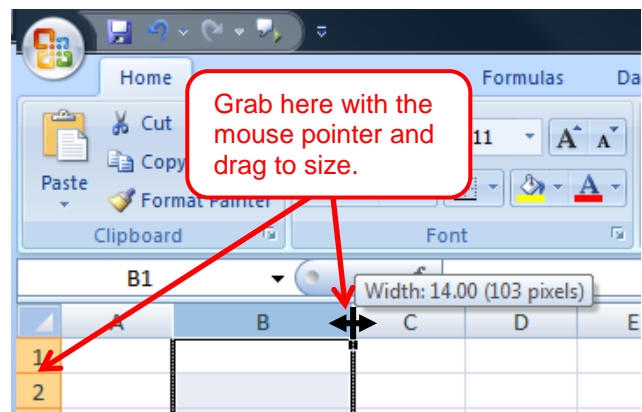 Home
Formulas
Da
Grab here with the
mouse pointer and
drag to size.
Cut
Copy
Format Painter
Paste
11
A A
A
Clipboard
Font
B1
Width: 14.00 (103 pixels)
A B C D E
1
2